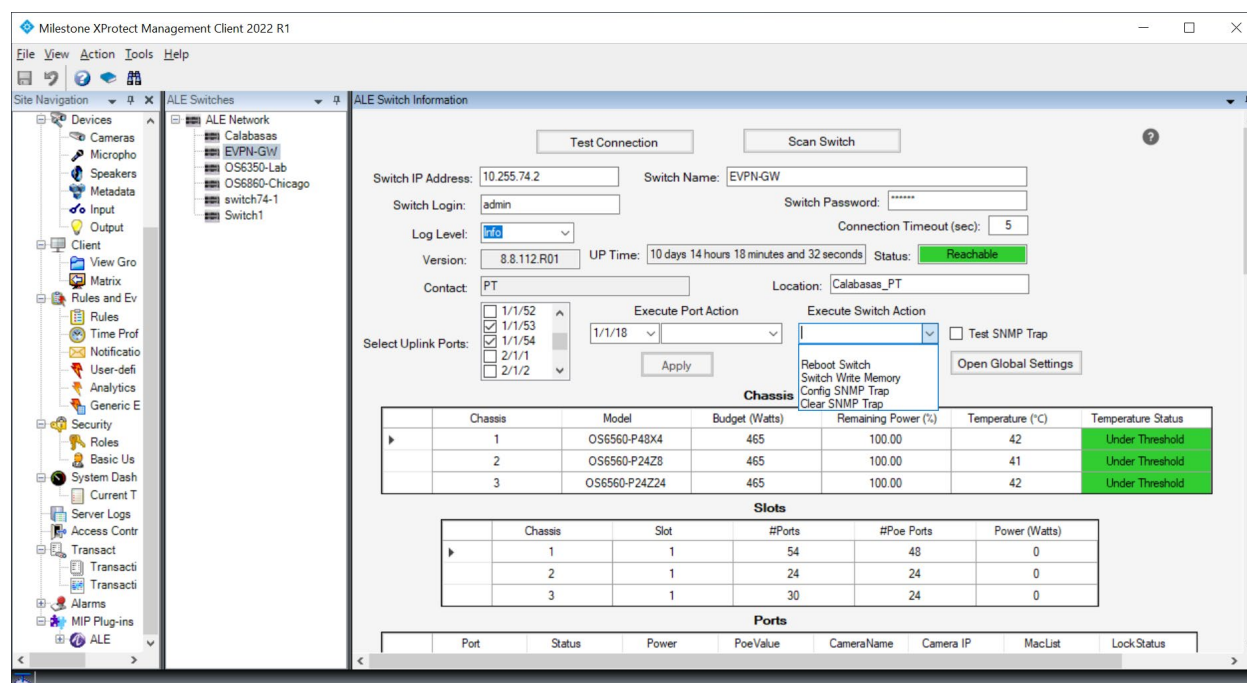 Milestone XProtect Management Client 2022 R1
File View Action Tools Help
Site Navigation
Devices
Cameras
Micropho
Speakers
Metadata
Input
Output
Client
View Gro
Matrix
Rules and Ev
Rules
Time Prof
Notificatio
User-defi
Analytics
Generic E
Security
Roles
Basic Us
System Dash
Current T
Server Logs
Access Contr
Transact
Transacti
Transacti
Alarms
MIP Plug-ins
ALE
ALE Switches
ALE Network
Calabasas
EVPN-GW
OS6350-Lab
OS6860-Chicago
switch74-1
Switch1
ALE Switch Information
Test Connection Scan Switch
Switch IP Address: 10.255.74.2 Switch Name: EVPN-GW
Switch Login: admin Switch Password: ******
Log Level: Info Connection Timeout (sec): 5
Version: 8.8.112.R01 UP Time: 10 days 14 hours 18 minutes and 32 seconds Status: Reachable
Contact: PT Location: Calabasas_PT
Select Uplink Ports:
1/1/52
1/1/53
1/1/54
2/1/1
2/1/2
Execute Port Action
1/1/18
Apply
Execute Switch Action
Reboot Switch
Switch Write Memory
Config SNMP Trap
Clear SNMP Trap
Test SNMP Trap
Open Global Settings
Chassis
Chassis Model Budget (Watts) Remaining Power (%) Temperature (°C) Temperature Status
1 OS6560-P48X4 465 100.00 42 Under Threshold
2 OS6560-P24Z8 465 100.00 41 Under Threshold
3 OS6560-P24Z24 465 100.00 42 Under Threshold
Slots
Chassis Slot #Ports #Poe Ports Power (Watts)
1 1 54 48 0
2 1 24 24 0
3 1 30 24 0
Ports
Port Status Power PoeValue CameraName Camera IP MacList LockStatus